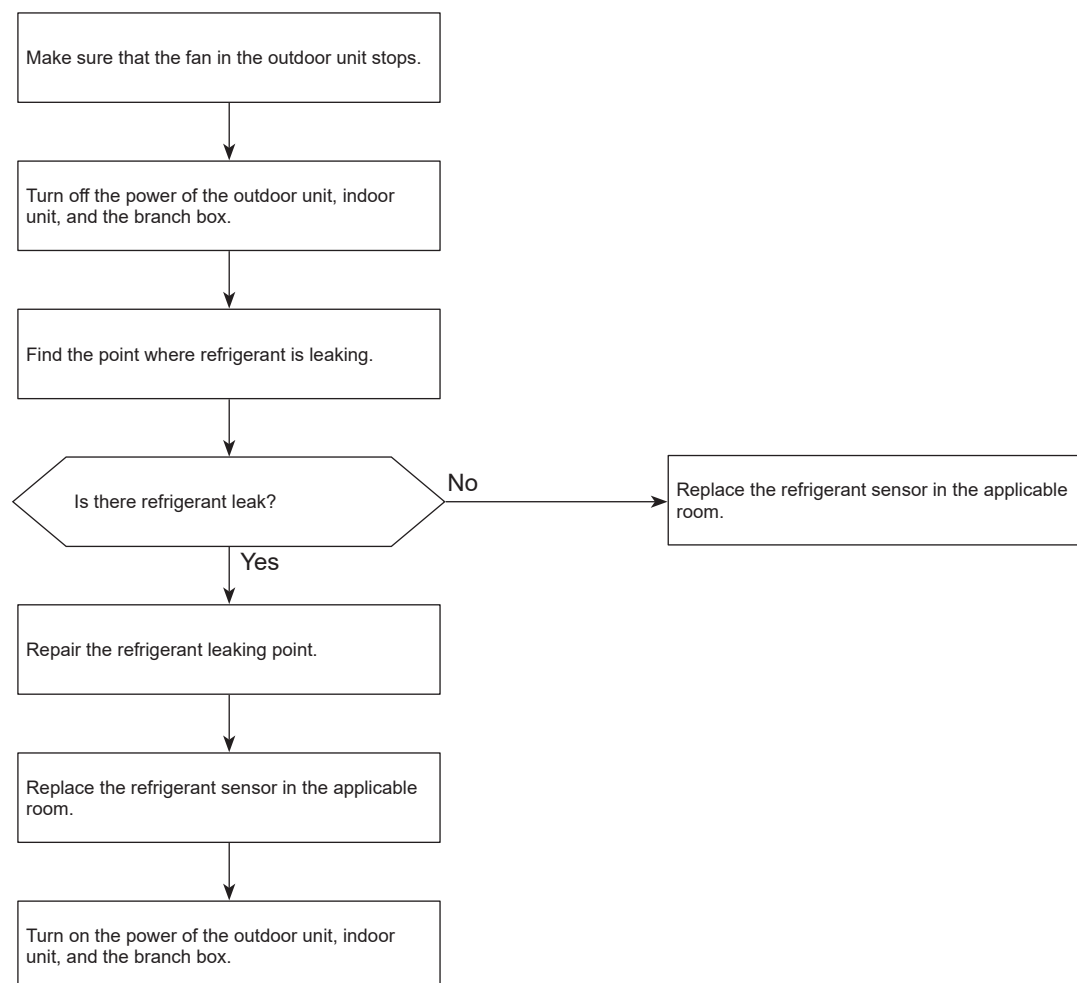 Make sure that the fan in the outdoor unit stops.
Turn off the power of the outdoor unit, indoor
unit, and the branch box.
Find the point where refrigerant is leaking.
Is there refrigerant leak?
No
Replace the refrigerant sensor in the applicable
room.
Yes
Repair the refrigerant leaking point.
Replace the refrigerant sensor in the applicable
room.
Turn on the power of the outdoor unit, indoor
unit, and the branch box.